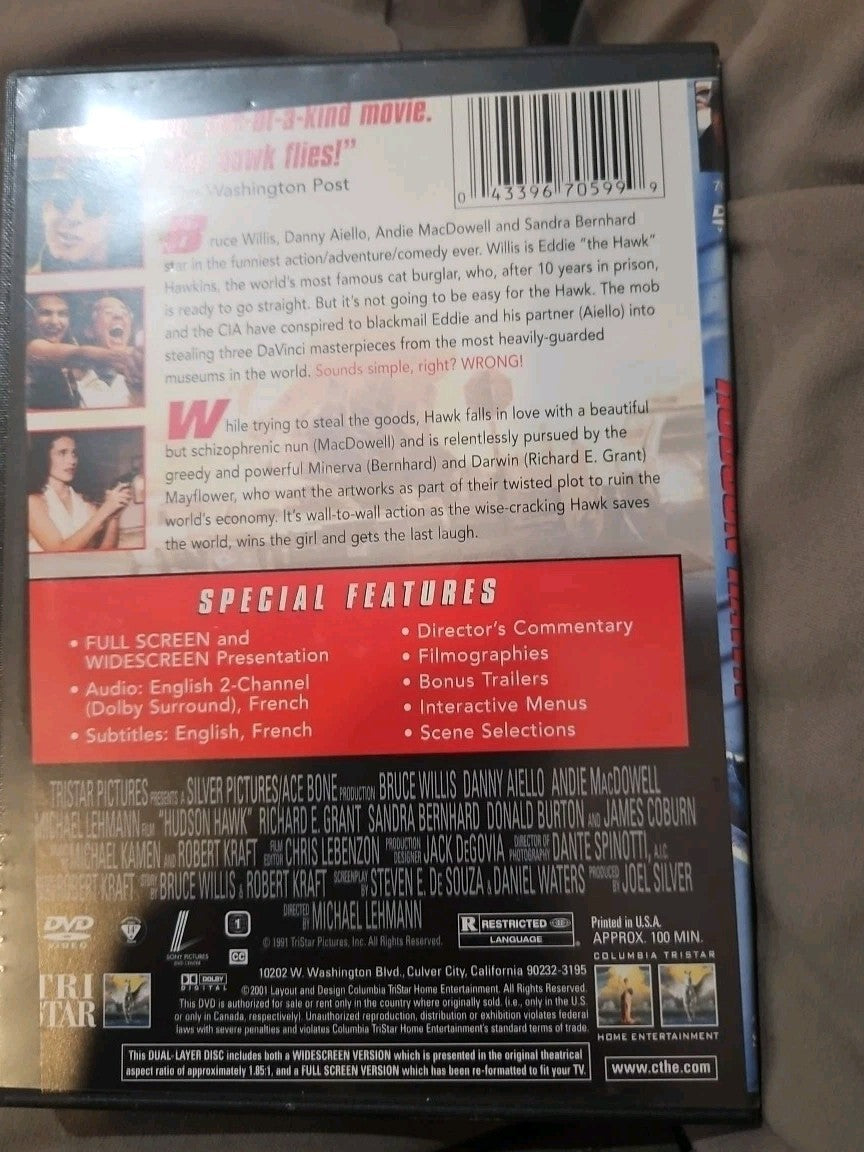 -of-a-kind movie.
hawk flies!"
Washington Post
0 43396 70599 9
Bruce Willis, Danny Aiello, Andie MacDowell and Sandra Bernhard
star in the funniest action/adventure/comedy ever. Willis is Eddie "the Hawk"
Hawkins, the world's most famous cat burglar, who, after 10 years in prison,
is ready to go straight. But it's not going to be easy for the Hawk. The mob
and the CIA have conspired to blackmail Eddie and his partner (Aiello) into
stealing three DaVinci masterpieces from the most heavily-guarded
museums in the world. Sounds simple, right? WRONG!
While trying to steal the goods, Hawk falls in love with a beautiful
but schizophrenic nun (MacDowell) and is relentlessly pursued by the
greedy and powerful Minerva (Bernhard) and Darwin (Richard E. Grant)
Mayflower, who want the artworks as part of their twisted plot to ruin the
world's economy. It's wall-to-wall action as the wise-cracking Hawk saves
the world, wins the girl and gets the last laugh.
SPECIAL FEATURES
• FULL SCREEN and
WIDESCREEN Presentation
• Audio: English 2-Channel
(Dolby Surround), French
• Subtitles: English, French
• Director's Commentary
• Filmographies
• Bonus Trailers
• Interactive Menus
• Scene Selections
TRISTAR PICTURES PRESENTS A SILVER PICTURES/ACE BONE PRODUCTION BRUCE WILLIS DANNY AIELLO ANDIE MACDOWELL
MICHAEL LEHMANN FILM "HUDSON HAWK" RICHARD E. GRANT SANDRA BERNHARD DONALD BURTON AND JAMES COBURN
MICHAEL KAMEN AND ROBERT KRAFT FILM EDITOR CHRIS LEBENZON PRODUCTION DESIGNER JACK DEGOVIA DIRECTOR OF PHOTOGRAPHY DANTE SPINOTTI, A.I.C.
ROBERT KRAFT STORY BY BRUCE WILLIS & ROBERT KRAFT SCREENPLAY BY STEVEN E. DE SOUZA & DANIEL WATERS PRODUCED BY JOEL SILVER
DIRECTED BY MICHAEL LEHMANN
DVD VIDEO
SONY PICTURES
DVD CENTER
1
CC
© 1991 TriStar Pictures, Inc. All Rights Reserved.
R RESTRICTED
LANGUAGE
Printed in U.S.A.
APPROX. 100 MIN.
TRI STAR
DOLBY DIGITAL
10202 W. Washington Blvd., Culver City, California 90232-3195
©2001 Layout and Design Columbia TriStar Home Entertainment. All Rights Reserved.
This DVD is authorized for sale or rent only in the country where originally sold. (i.e., only in the U.S.
or only in Canada, respectively). Unauthorized reproduction, distribution or exhibition violates federal
laws with severe penalties and violates Columbia TriStar Home Entertainment's standard terms of trade.
COLUMBIA TRISTAR
HOME ENTERTAINMENT
This DUAL-LAYER DISC includes both a WIDESCREEN VERSION which is presented in the original theatrical
aspect ratio of approximately 1.85:1, and a FULL SCREEN VERSION which has been re-formatted to fit your TV.
www.cthe.com
HUDSON HAWK